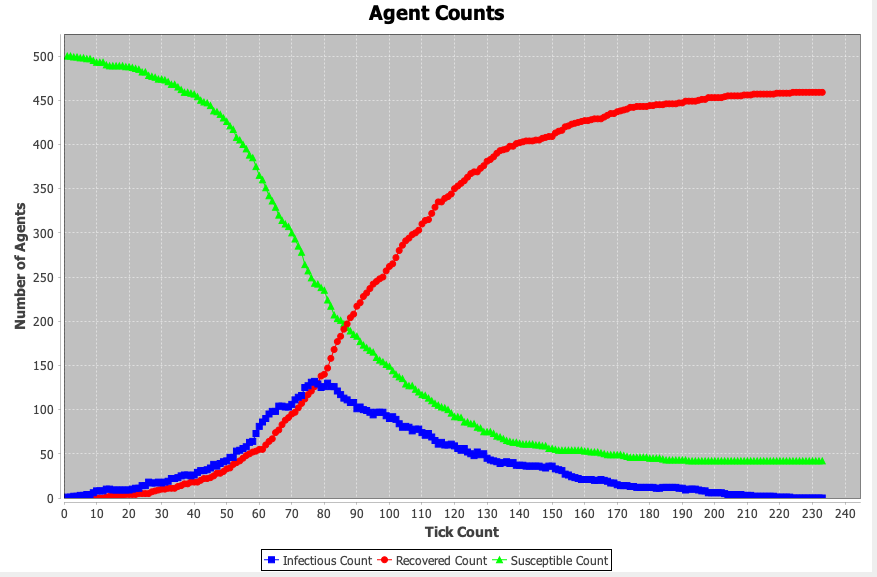 Agent Counts
Number of Agents
500
450
400
350
300
250
200
150
100
50
0
0 10 20 30 40 50 60 70 80 90 100 110 120 130 140 150 160 170 180 190 200 210 220 230 240
Tick Count
Infectious Count Recovered Count Susceptible Count